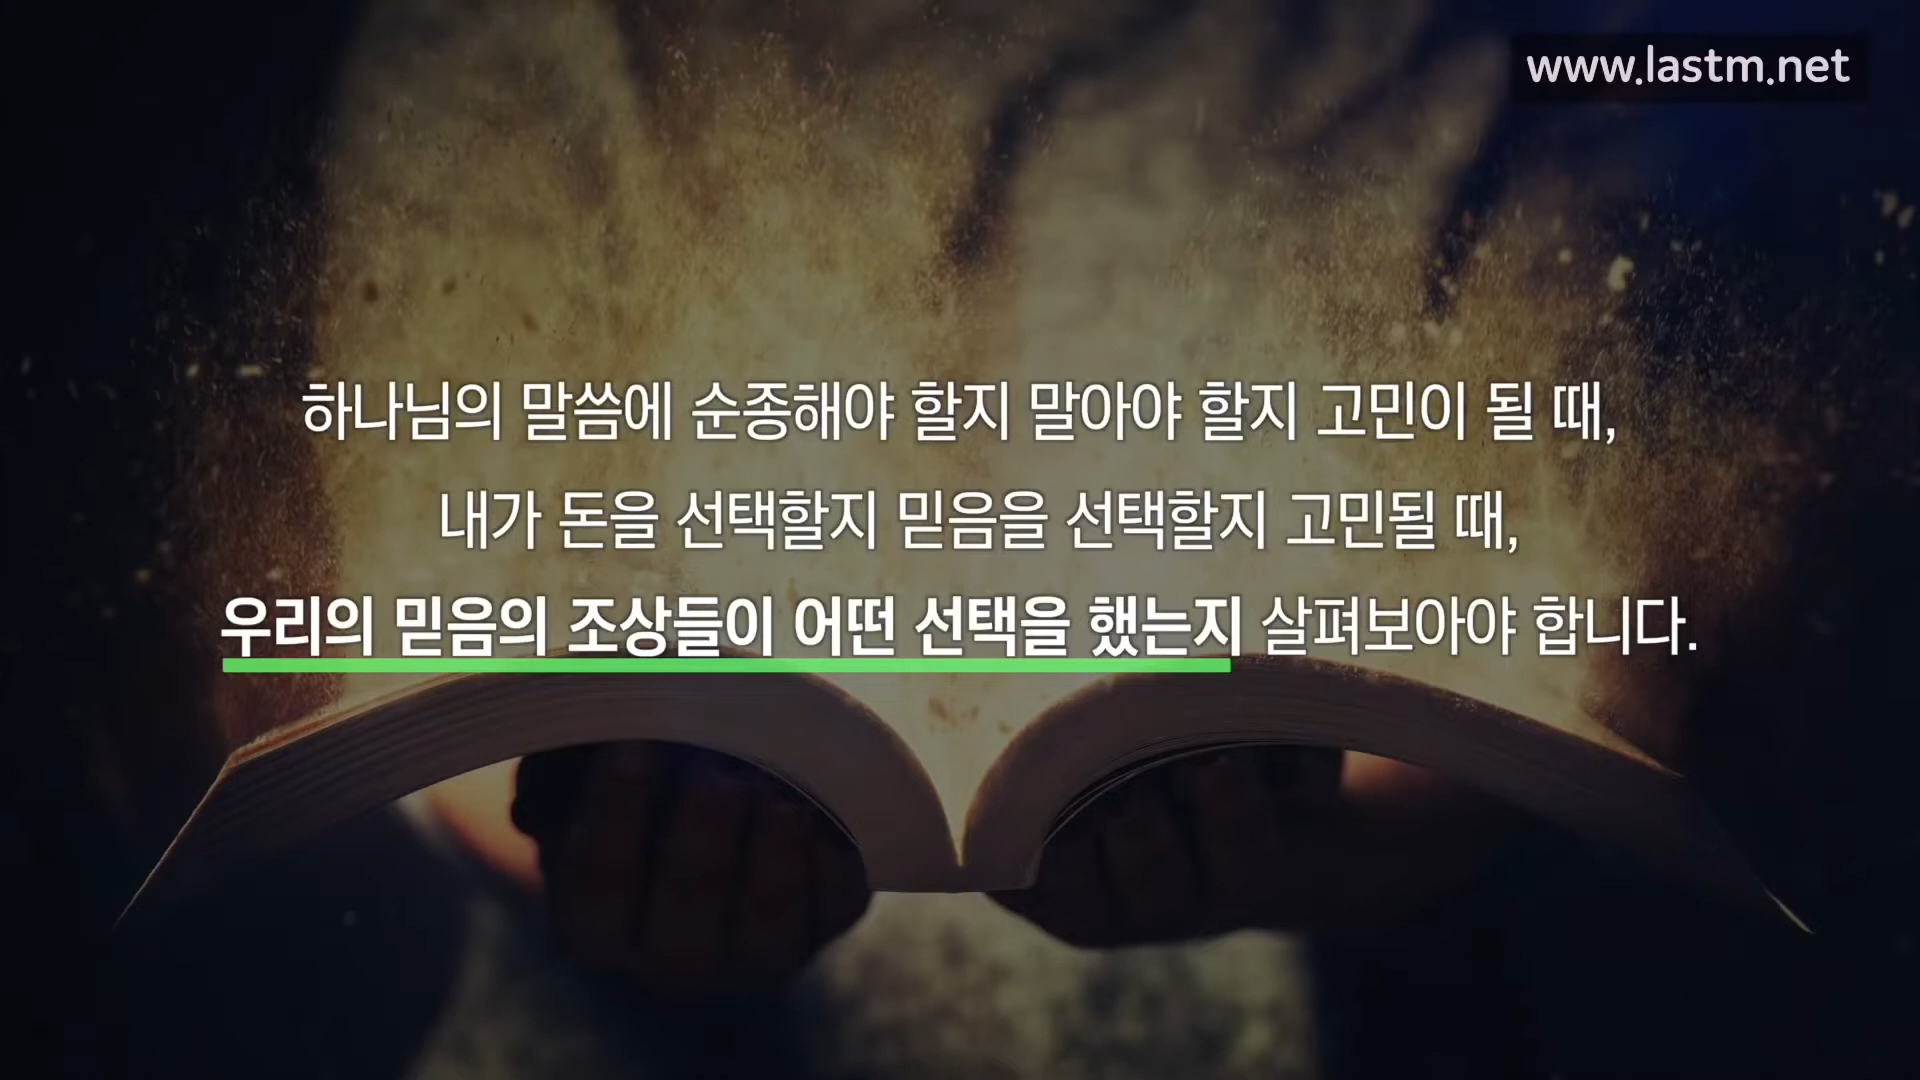 www.lastm.net
하나님의 말씀에 순종해야 할지 말아야 할지 고민이 될 때,
내가 돈을 선택할지 믿음을 선택할지 고민될 때,
우리의 믿음의 조상들이 어떤 선택을 했는지 살펴보아야 합니다.